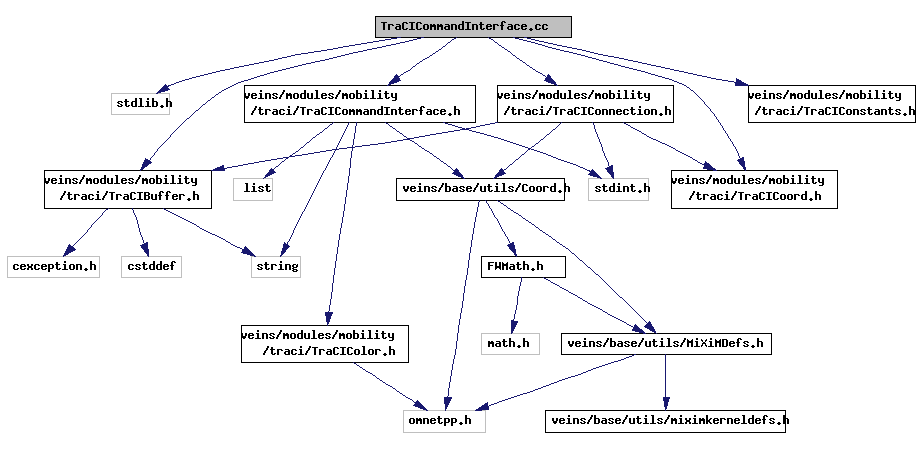 TraCICommandInterface.cc
stdlib.h
veins/modules/mobility
/traci/TraCICommandInterface.h
veins/modules/mobility
/traci/TraCIConnection.h
veins/modules/mobility
/traci/TraCIConstants.h
veins/modules/mobility
/traci/TraCIBuffer.h
list
veins/base/utils/Coord.h
stdint.h
veins/modules/mobility
/traci/TraCICoord.h
cexception.h
cstddef
string
FWMath.h
veins/modules/mobility
/traci/TraCIColor.h
math.h
veins/base/utils/MiXiMDefs.h
omnetpp.h
veins/base/utils/miximkerneldefs.h